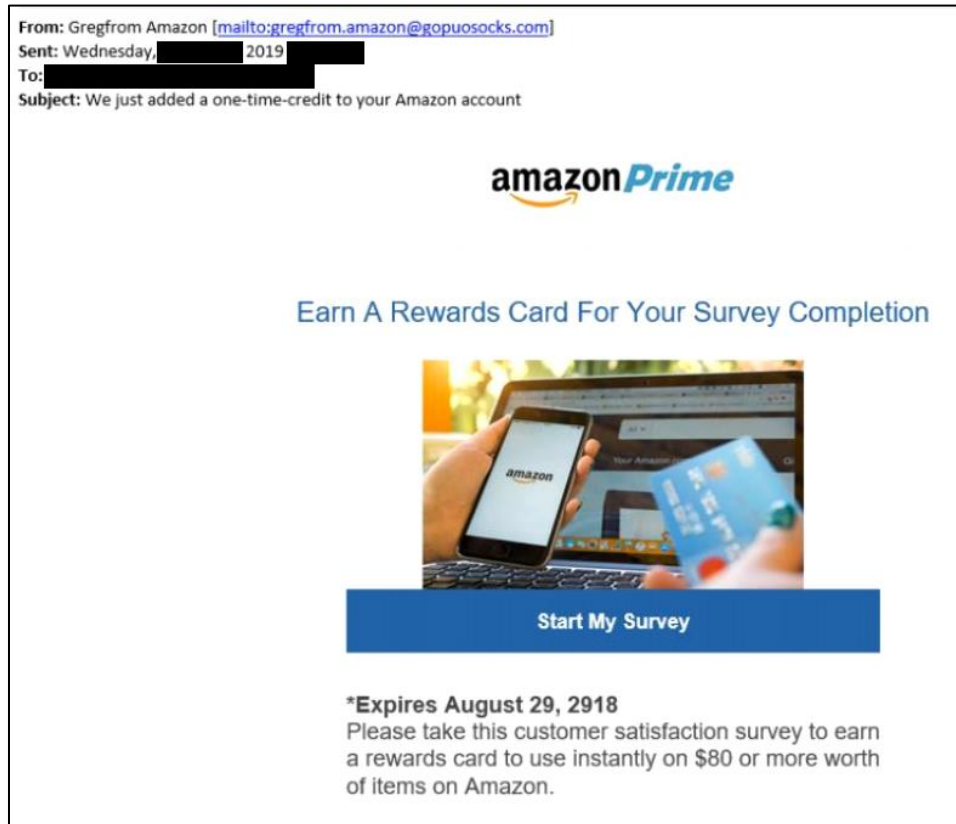 From: Gregfrom Amazon [mailto:gregfrom.amazon@gopuosocks.com]
Sent: Wednesday, 2019
To:
Subject: We just added a one-time-credit to your Amazon account
amazon Prime
Earn A Rewards Card For Your Survey Completion
amazon
Your Amazon
Start My Survey
*Expires August 29, 2918
Please take this customer satisfaction survey to earn
a rewards card to use instantly on $80 or more worth
of items on Amazon.